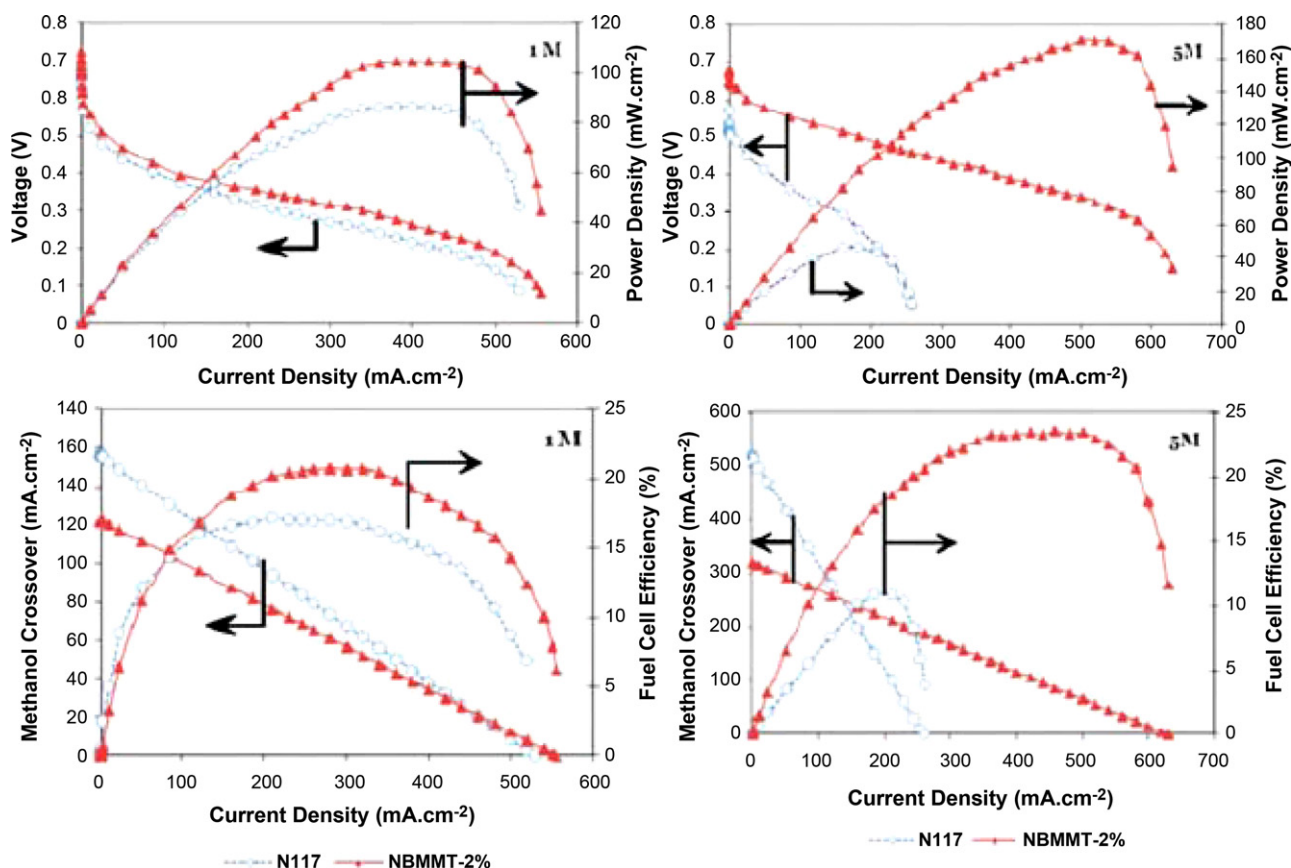 0.8
0.7
0.8
0.5
0.4
0.3
0.2
0.1
0
Voltage (V)
1M
120
100
80
60
40
20
0
Power Density (mW.cm-2)
0 100 200 300 400 500 600
Current Density (mA.cm-2)
0.8
0.7
0.8
0.5
0.4
0.3
0.2
0.1
0
Voltage (V)
5M
180
160
140
120
100
80
60
40
20
0
Power Density (mW.cm-2)
0 100 200 300 400 500 600 700
Current Density (mA.cm-2)
140
160
140
120
100
80
60
40
20
0
Methanol Crossover (mA.cm-2)
1M
25
20
15
10
5
0
Fuel Cell Efficiency (%)
0 100 200 300 400 500 600
Current Density (mA.cm-2)
600
500
400
300
200
100
0
Methanol Crossover (mA.cm-2)
5M
25
20
15
10
5
0
Fuel Cell Efficiency (%)
0 100 200 300 400 500 600 700
Current Density (mA.cm-2)
N117 NBMMT-2%
N117 NBMMT-2%